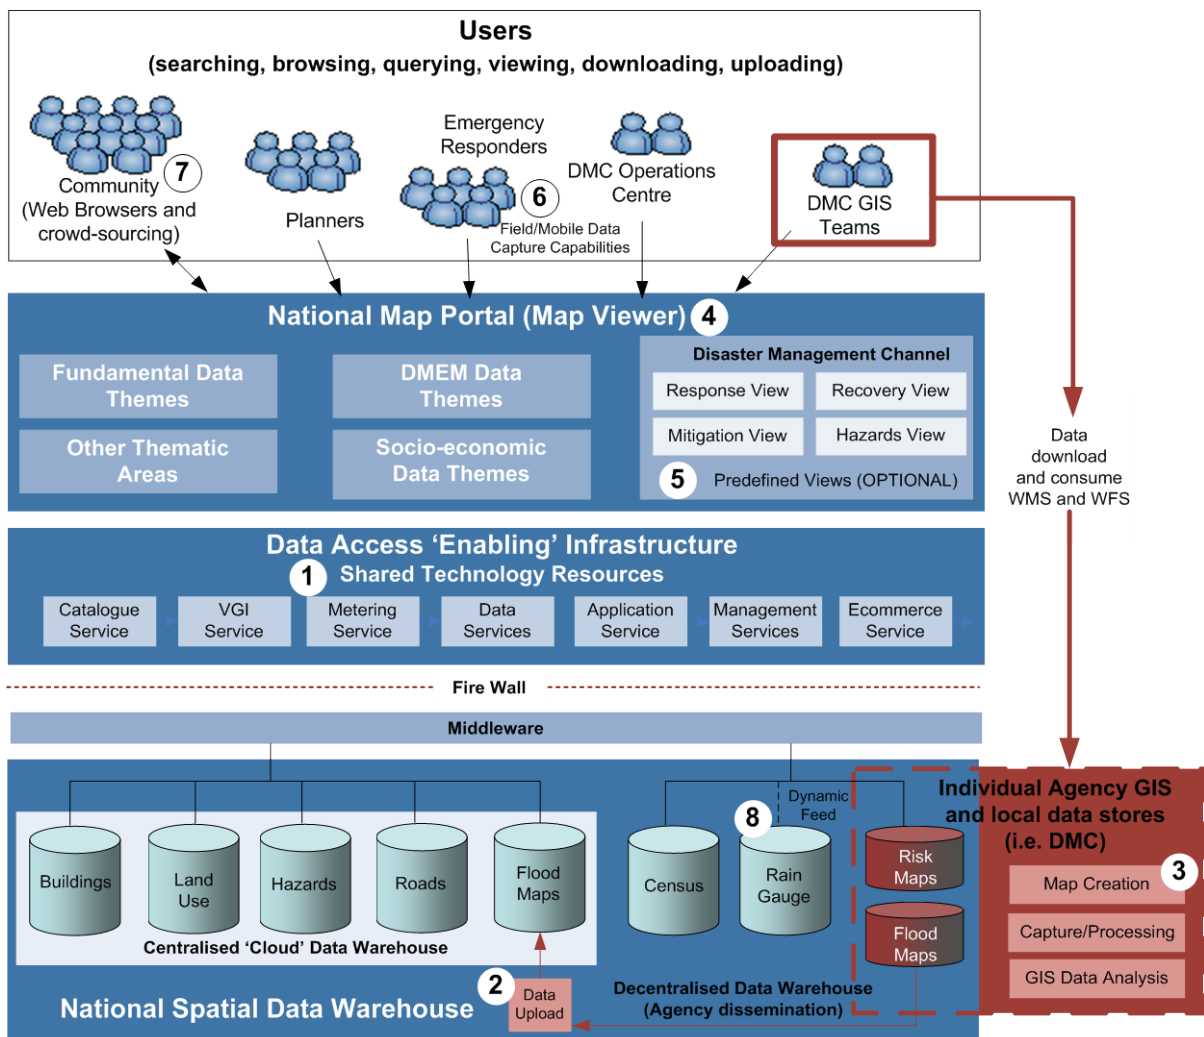 Users
(searching, browsing, querying, viewing, downloading, uploading)
7
Community
(Web Browsers and
crowd-sourcing)
Planners
Emergency
Responders
6
Field/Mobile Data
Capture Capabilities
DMC Operations
Centre
DMC GIS
Teams
National Map Portal (Map Viewer)
4
Fundamental Data
Themes
DMEM Data
Themes
Other Thematic
Areas
Socio-economic
Data Themes
Disaster Management Channel
Response View
Recovery View
Mitigation View
Hazards View
5
Predefined Views (OPTIONAL)
Data
download
and consume
WMS and WFS
Data Access ‘Enabling’ Infrastructure
1
Shared Technology Resources
Catalogue
Service
VGI
Service
Metering
Service
Data
Services
Application
Service
Management
Services
Ecommerce
Service
Fire Wall
Middleware
Buildings
Land
Use
Hazards
Roads
Flood
Maps
Centralised ‘Cloud’ Data Warehouse
Census
8
Dynamic
Feed
Rain
Gauge
Risk
Maps
Flood
Maps
Individual Agency GIS
and local data stores
(i.e. DMC)
3
Map Creation
Capture/Processing
GIS Data Analysis
National Spatial Data Warehouse
2
Data
Upload
Decentralised Data Warehouse
(Agency dissemination)